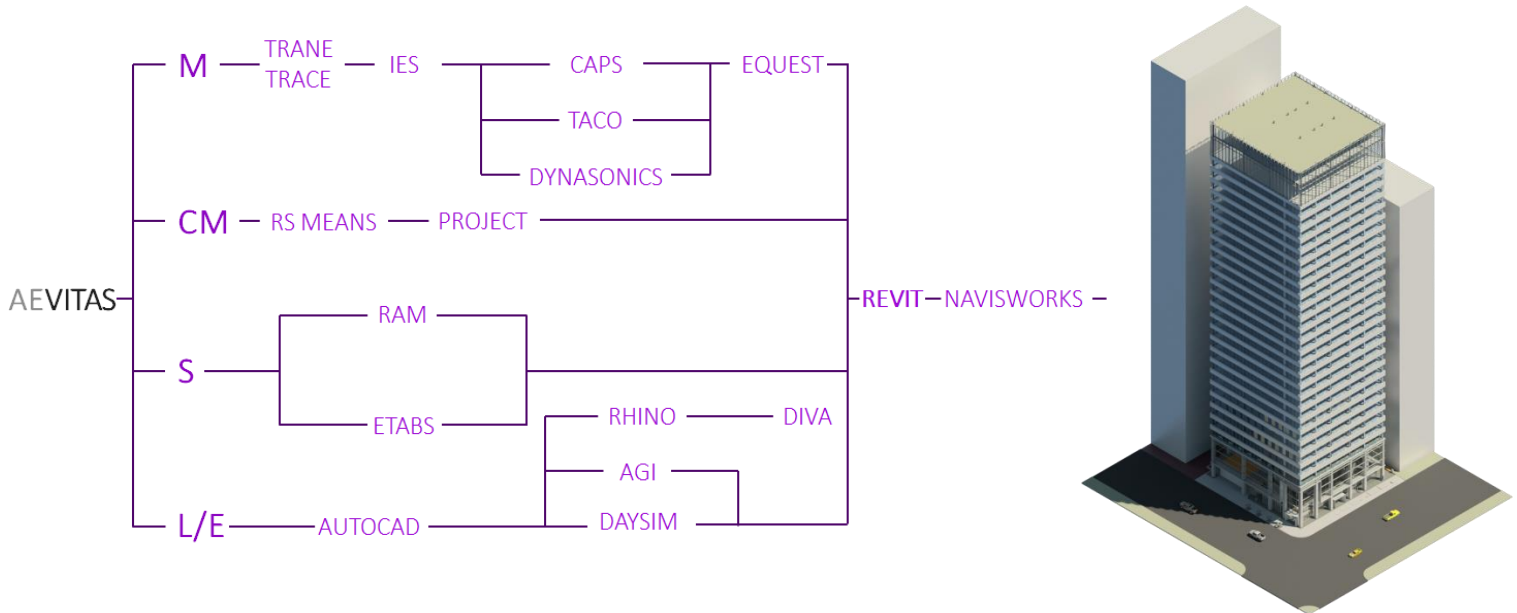 M
TRANE
TRACE
IES
CAPS
EQUEST
TACO
DYNASONICS
CM
RS MEANS
PROJECT
AEVITAS
REVIT
NAVISWORKS
RAM
S
ETABS
RHINO
DIVA
AGI
L/E
AUTOCAD
DAYSIM